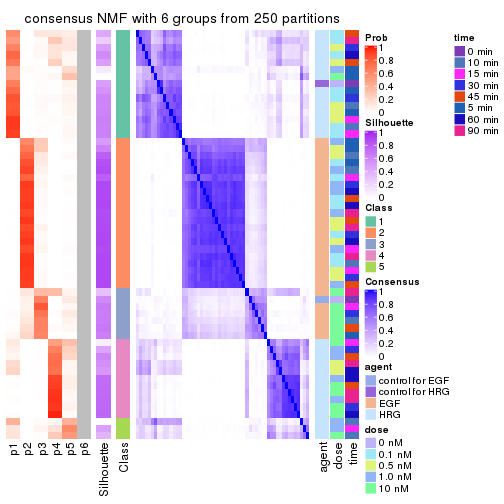 consensus NMF with 6 groups from 250 partitions
p1
p2
p3
p4
p5
p6
Silhouette
Class
agent
dose
time
Prob
1
0.8
0.6
0.4
0.2
0
Silhouette
1
0.8
0.6
0.4
0.2
0
Class
1
2
3
4
5
Consensus
1
0.8
0.6
0.4
0.2
0
agent
control for EGF
control for HRG
EGF
HRG
dose
0 nM
0.1 nM
0.5 nM
1.0 nM
10 nM
time
0 min
10 min
15 min
30 min
45 min
5 min
60 min
90 min